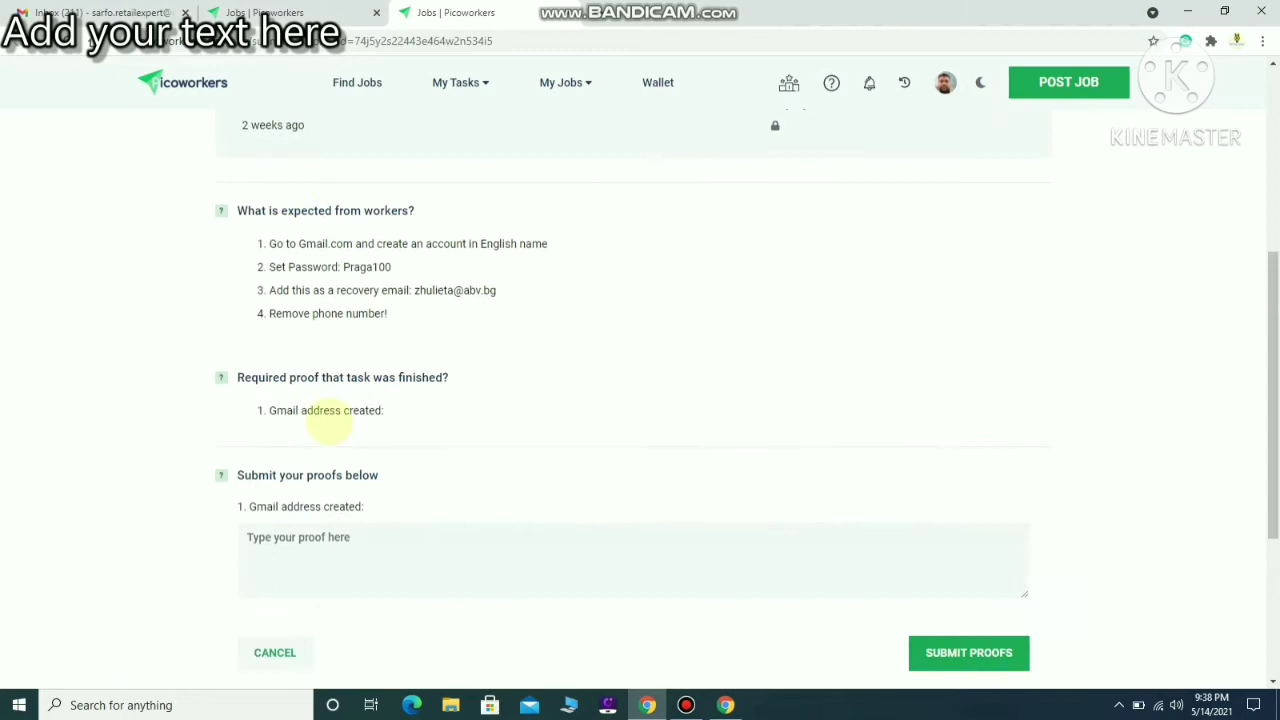 sarfo.retailexpert@
Jobs | Picoworkers
Jobs | Picoworkers
www.BANDICAM.com
Add your text here
d=74j5y2s22443e464w2n534i5
picoworkers
Find Jobs
My Tasks
My Jobs
Wallet
POST JOB
K
KINEMASTER
2 weeks ago
? What is expected from workers?
1. Go to Gmail.com and create an account in English name
2. Set Password: Praga100
3. Add this as a recovery email: zhulieta@abv.bg
4. Remove phone number!
? Required proof that task was finished?
1. Gmail address created:
? Submit your proofs below
1. Gmail address created:
Type your proof here
CANCEL
SUBMIT PROOFS
Search for anything
9:38 PM
5/14/2021